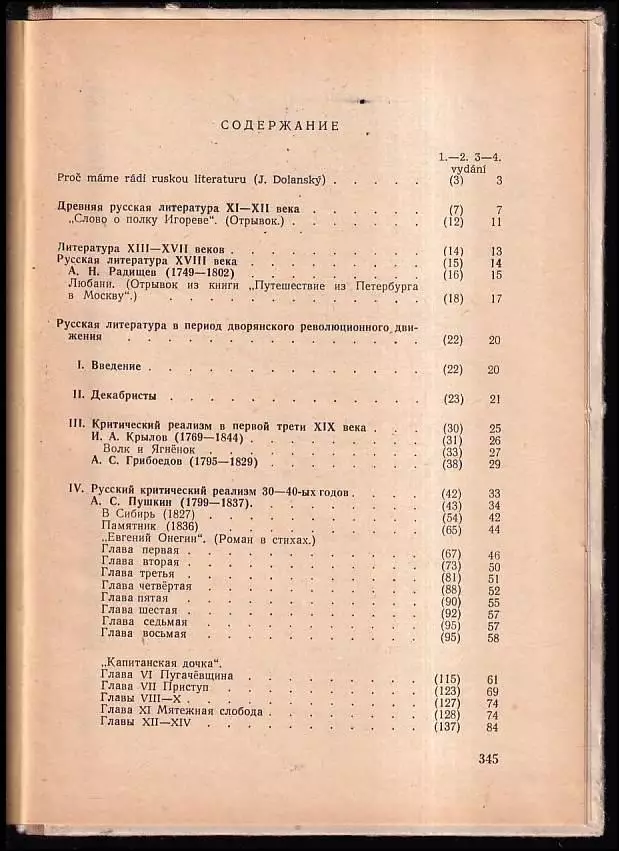 СОДЕРЖАНИЕ
1.—2. 3—4.
vydání
Proč máme rádi ruskou literaturu (J. Dolanský) . . . . . (3) 3
Древняя русская литература XI—XII века . . . . . . (7) 7
„Слово о полку Игореве“. (Отрывок.) . . . . . . . (12) 11
Литература XIII—XVII веков . . . . . . . . . . (14) 13
Русская литература XVIII века . . . . . . . . . (15) 14
А. Н. Радищев (1749—1802) . . . . . . . . . (16) 15
Любани. (Отрывок из книги „Путешествие из Петербурга
в Москву“.) . . . . . . . . . . . . . (18) 17
Русская литература в период дворянского революционного дви-
жения . . . . . . . . . . . . . . . (22) 20
I. Введение . . . . . . . . . . . . . . (22) 20
II. Декабристы . . . . . . . . . . . . . (23) 21
III. Критический реализм в первой трети XIX века . . . (30) 25
И. А. Крылов (1769—1844) . . . . . . . . . (31) 26
Волк и Ягнёнок . . . . . . . . . . . (33) 27
А. С. Грибоедов (1795—1829) . . . . . . . . (38) 29
IV. Русский критический реализм 30—40-ых годов . . . . (42) 33
А. С. Пушкин (1799—1837). . . . . . . . . (43) 34
В Сибирь (1827) . . . . . . . . . . . (54) 42
Памятник (1836) . . . . . . . . . . . (65) 44
„Евгений Онегин“. (Роман в стихах.)
Глава первая . . . . . . . . . . . . (67) 46
Глава вторая . . . . . . . . . . . . (73) 50
Глава третья . . . . . . . . . . . . (81) 51
Глава четвёртая . . . . . . . . . . . (88) 52
Глава пятая . . . . . . . . . . . . (90) 55
Глава шестая . . . . . . . . . . . . (92) 57
Глава седьмая . . . . . . . . . . . (95) 57
Глава восьмая . . . . . . . . . . . (95) 58
„Капитанская дочка“.
Глава VI Пугачёвщина . . . . . . . . . (115) 61
Глава VII Приступ . . . . . . . . . . (123) 69
Главы VIII—X . . . . . . . . . . . . (127) 74
Глава XI Мятежная слобода . . . . . . . . (128) 74
Главы XII—XIV . . . . . . . . . . . (137) 84
345